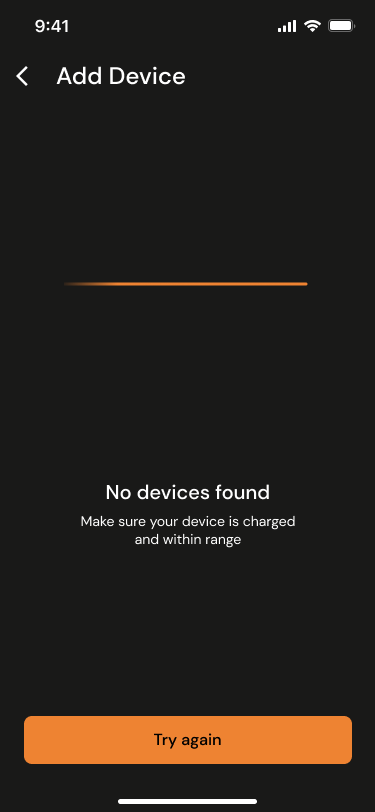 9:41
Add Device
No devices found
Make sure your device is charged
and within range
Try again